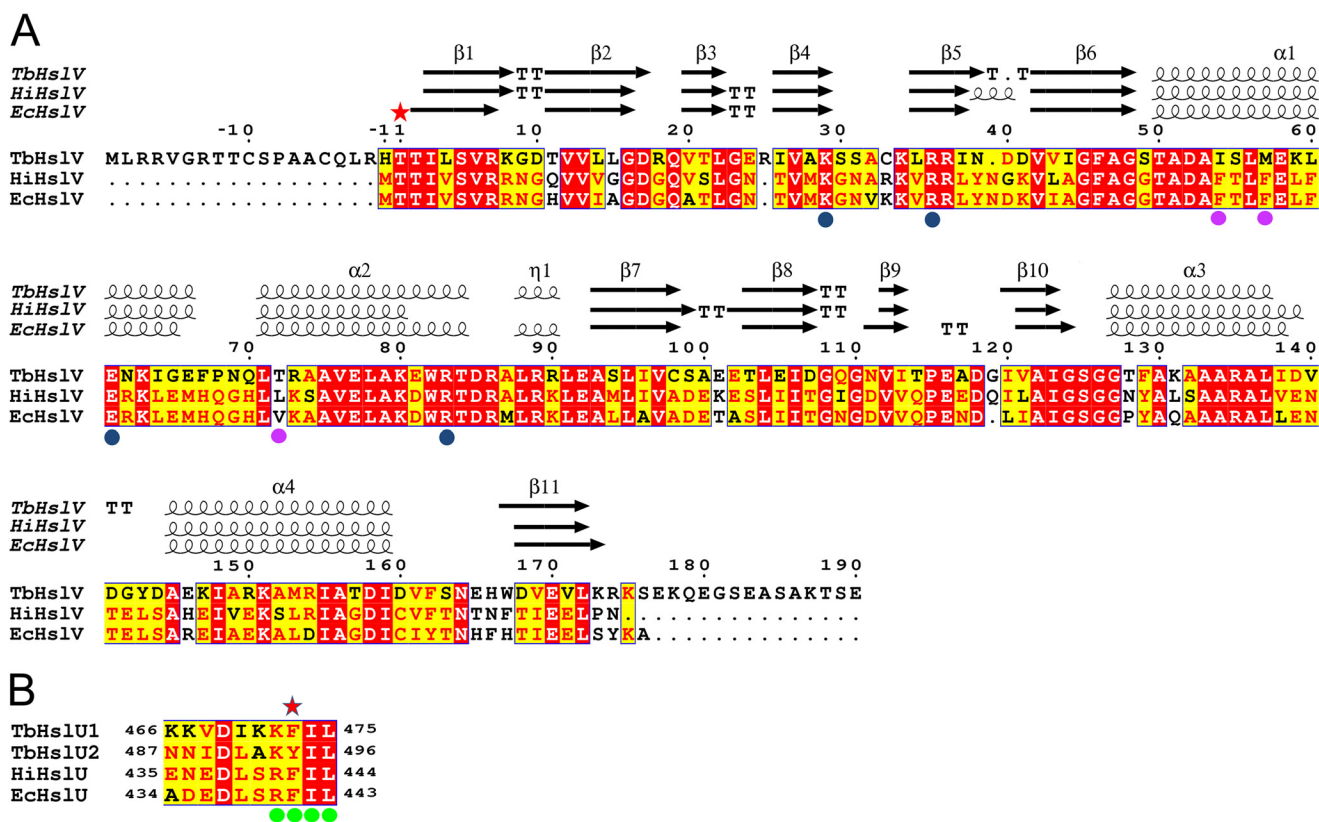 A
β1 β2 β3 β4 β5 β6 α1
TbHslV TT T.T
HiHslV TT TT
EcHslV TT
-10 -11 10 20 30 40 50 60
TbHslV MLRRVGRTTCSPAACQLRHTTILSVRKGDTVVLLGDRQVTLGERIVAKSSACKLRRIN.DDVVIGFAGSTADAISLMEKL
HiHslV ..................MTTIVSVRRNGQVVVGGDGQVSLGN.TVMKGNARKVRRLYNGKVLAGFAGGTADAFTLFELF
EcHslV ..................MTTIVSVRRNGHVVIAGDGQATLGN.TVMKGNVKKVRRLYNDKVIAGFAGGTADAFTLFELF
α2 η1 β7 β8 β9 β10 α3
TbHslV TT
HiHslV TT TT
EcHslV TT
70 80 90 100 110 120 130 140
TbHslV ENKIGEFPNQLTRAAVELAKEWRTDRALRRLEASLIVCSAEETLEIDGQGNVITPEADGIVAIGSGGTFAKAAARALIDV
HiHslV ERKLEMHQGHLLKSAVELAKDWRTDRALRKLEAMLIVADEKESLIITGIGDVVQPEEDQILAIGSGGNYALSAARALVEN
EcHslV ERKLEMHQGHLVKAAVELAKDWRTDRMLRKLEALLAVADETASLIITGNGDVVQPEND.LIAIGSGGPYAQAAARALLEN
α4 β11
TbHslV TT
HiHslV
EcHslV
150 160 170 180 190
TbHslV DGYDAEKIARKAMRIATDIDVFSNEHWDVEVLKRKSEKQEGSEASAKTSE
HiHslV TELSAHEIVEKSLRIAGDICVFTNTNFTIEELPN................
EcHslV TELSAREIAEKALDIAGDICIYTNHFHTIEELSYKA..............
B
TbHslU1 466 KKVDIKKFIL 475
TbHslU2 487 NNIDLAKYIL 496
HiHslU 435 ENEDLSRFIL 444
EcHslU 434 ADEDLSRFIL 443